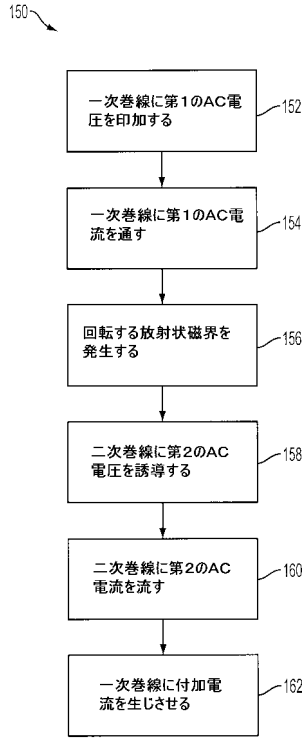 150
一次巻線に第1のAC電
圧を印加する
152
一次巻線に第1のAC電
流を通す
154
回転する放射状磁界を
発生する
156
二次巻線に第2のAC
電圧を誘導する
158
二次巻線に第2のAC
電流を流す
160
一次巻線に付加電
流を生じさせる
162